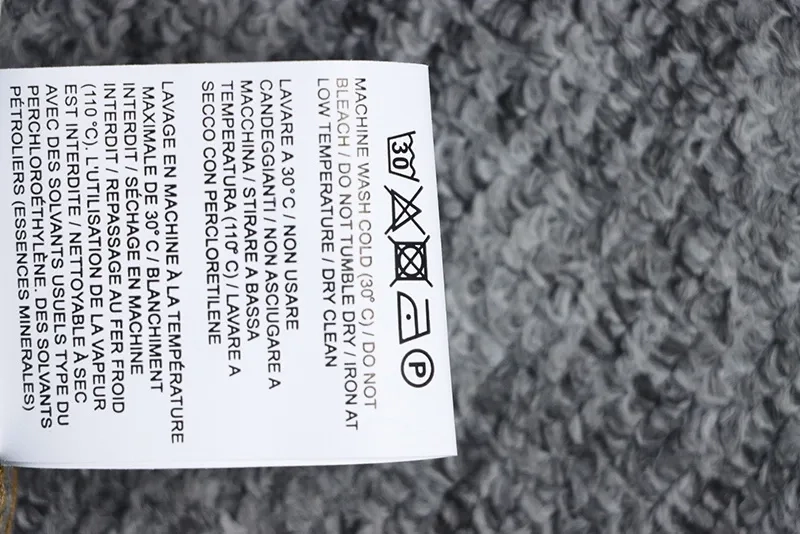 30 P
MACHINE WASH COLD (30° C) / DO NOT
BLEACH / DO NOT TUMBLE DRY / IRON AT
LOW TEMPERATURE / DRY CLEAN
LAVARE A 30°C / NON USARE
CANDEGGIANTI / NON ASCIUGARE A
MACCHINA / STIRARE A BASSA
TEMPERATURA (110° C) / LAVARE A
SECCO CON PERCLORETILENE
LAVAGE EN MACHINE À LA TEMPÉRATURE
MAXIMALE DE 30° C / BLANCHIMENT
INTERDIT / SÉCHAGE EN MACHINE
INTERDIT / REPASSAGE AU FER FROID
(110 °C), L'UTILISATION DE LA VAPEUR
EST INTERDITE / NETTOYABLE À SEC
AVEC DES SOLVANTS USUELS TYPE DU
PERCHLOROÉTHYLÈNE, DES SOLVANTS
PÉTROLIERS (ESSENCES MINERALES)